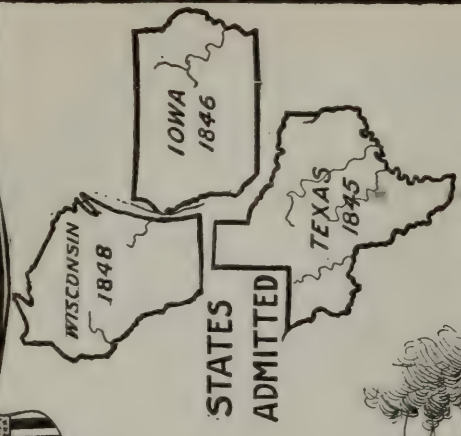 WISCONSIN
1848
IOWA
1846
TEXAS
1845
STATES
ADMITTED